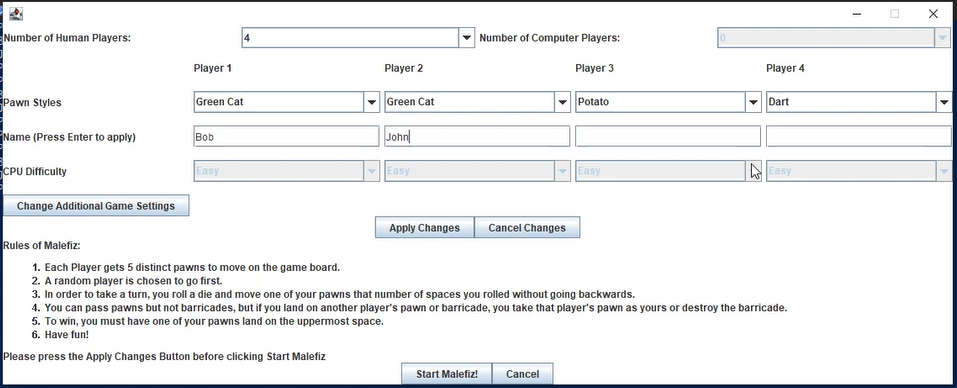 Number of Human Players: 4 Number of Computer Players: 0
Player 1 Player 2 Player 3 Player 4
Pawn Styles Green Cat Green Cat Potato Dart
Name (Press Enter to apply) Bob John
CPU Difficulty Easy Easy Easy Easy
Change Additional Game Settings
Apply Changes Cancel Changes
Rules of Malefiz:
1. Each Player gets 5 distinct pawns to move on the game board.
2. A random player is chosen to go first.
3. In order to take a turn, you roll a die and move one of your pawns that number of spaces you rolled without going backwards.
4. You can pass pawns but not barricades, but if you land on another player's pawn or barricade, you take that player's pawn as yours or destroy the barricade.
5. To win, you must have one of your pawns land on the uppermost space.
6. Have fun!
Please press the Apply Changes Button before clicking Start Malefiz
Start Malefiz! Cancel